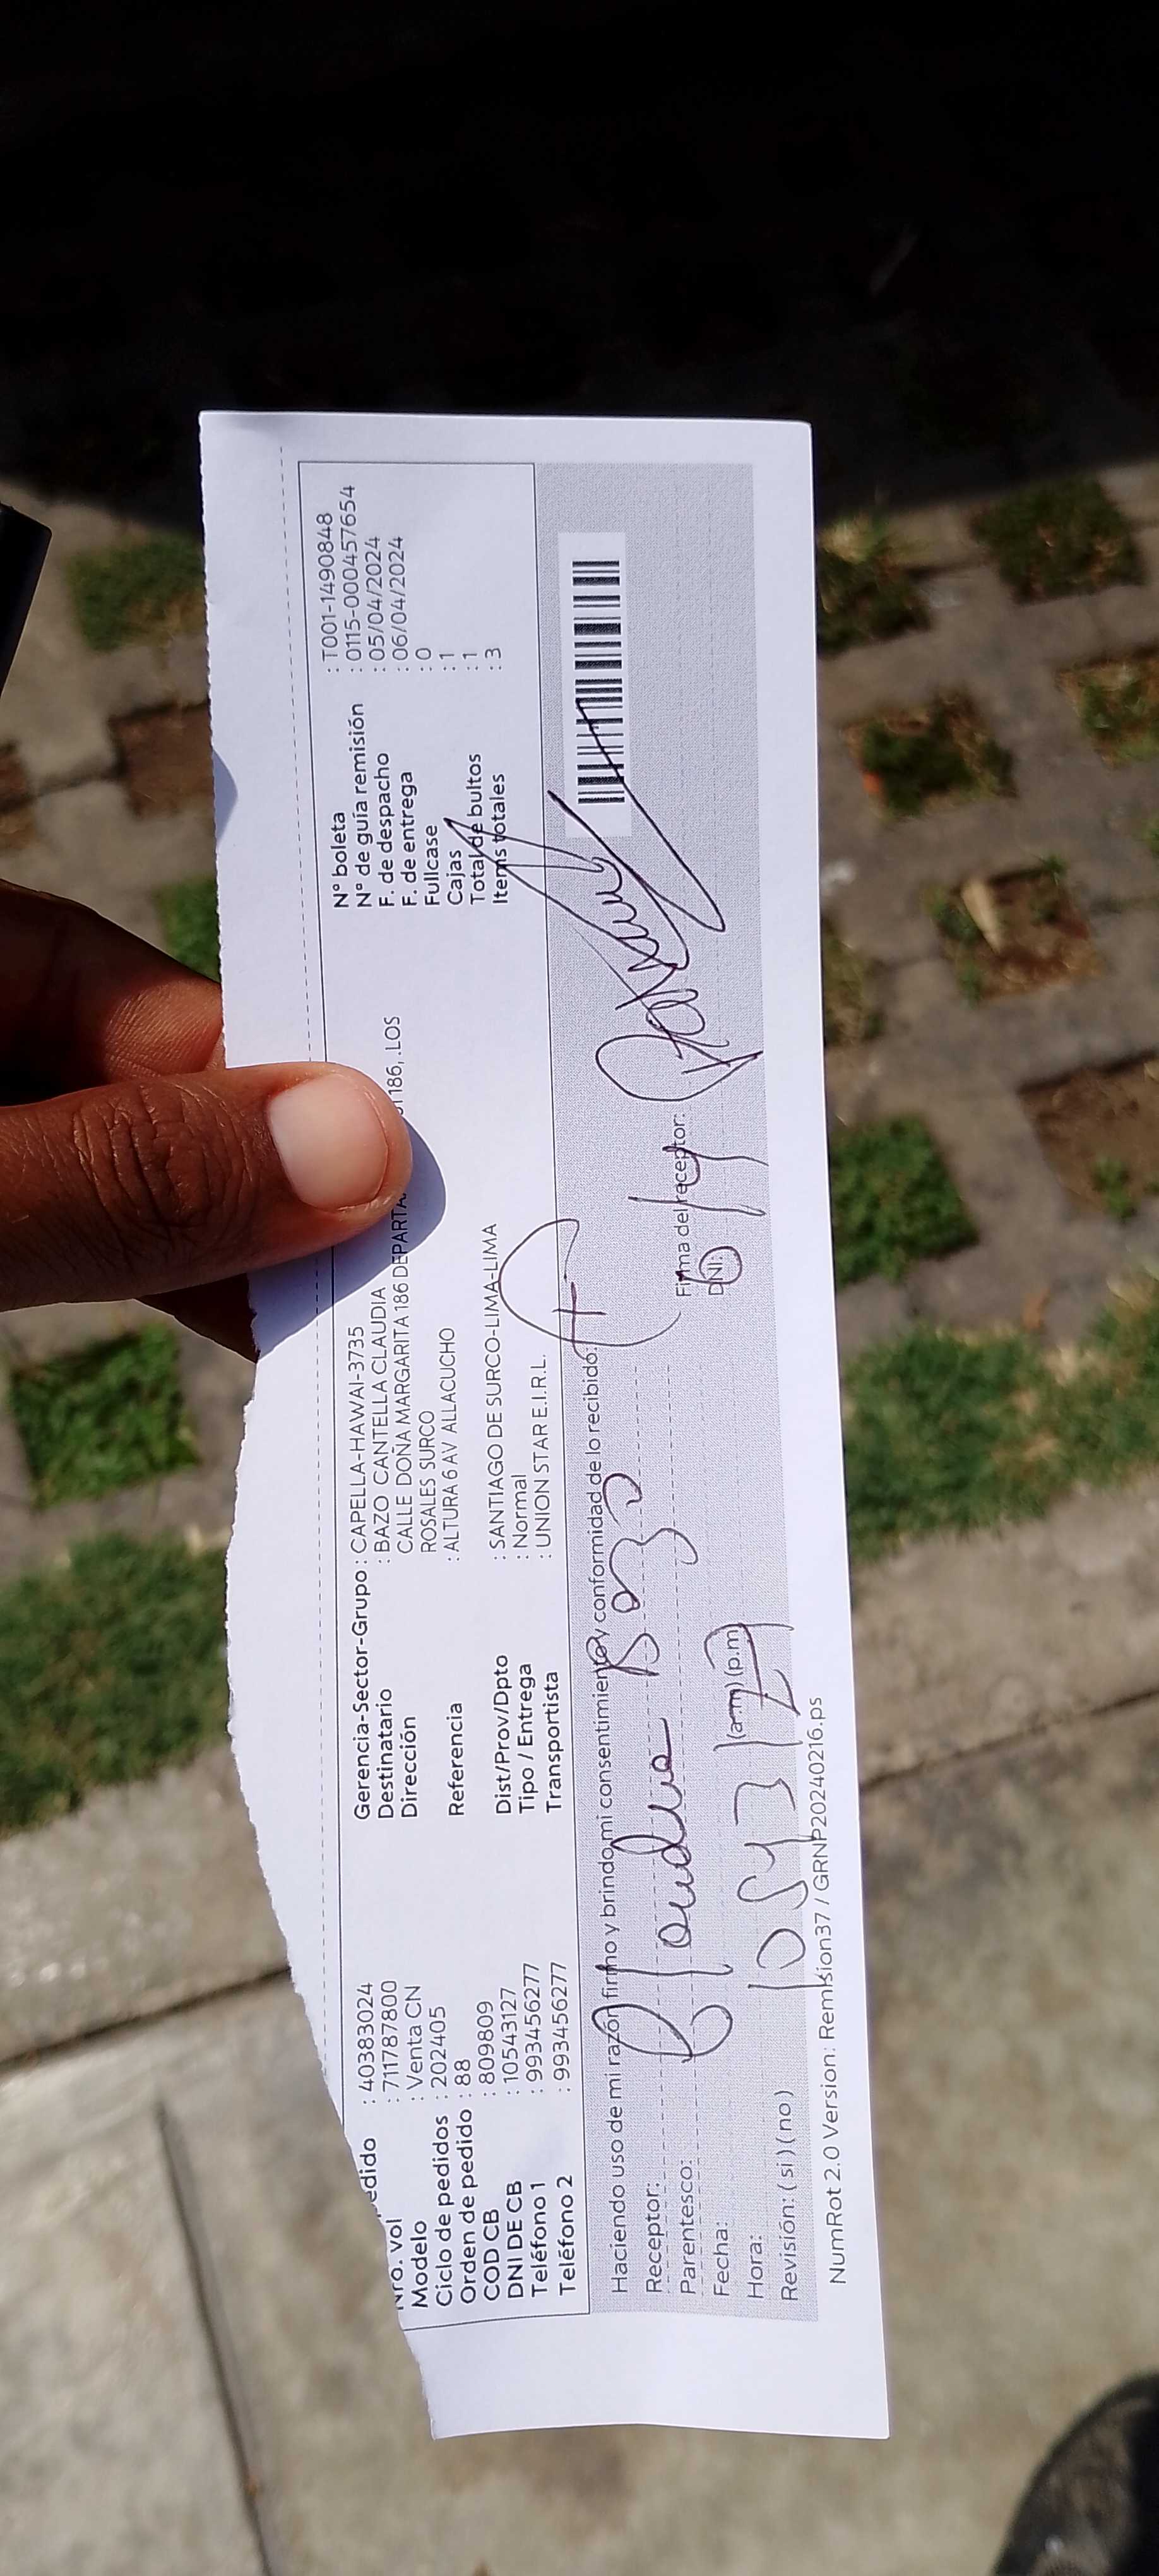 edido : 40383024
Nro. vol : 711787800
Modelo : Venta CN
Ciclo de pedidos : 202405
Orden de pedido : 88
COD CB : 809809
DNI DE CB : 10543127
Teléfono 1 : 993456277
Teléfono 2 : 993456277
Gerencia-Sector-Grupo : CAPELLA-HAWAI-3735
Destinatario : BAZO CANTELLA CLAUDIA
Dirección CALLE DOÑA MARGARITA 186 DEPARTA 186, .LOS
ROSALES SURCO
Referencia : ALTURA 6 AV ALLACUCHO
Dist/Prov/Dpto : SANTIAGO DE SURCO-LIMA-LIMA
Tipo / Entrega : Normal
Transportista : UNION STAR E.I.R.L.
N° boleta : T001-1490848
N° de guía remisión : 0115-000457654
F. de despacho : 05/04/2024
F. de entrega : 06/04/2024
Fullcase : 0
Cajas : 1
Total de bultos : 1
Items totales : 3
Haciendo uso de mi razón firmo y brindo mi consentimiento y conformidad de lo recibido:
Receptor: Claudia Bazo
Parentesco:
Fecha:
Hora: (a.m) (p.m)
Revisión: ( si ) ( no )
Firma del receptor:
DNI:
NumRot 2.0 Version: Remision37 / GRNP20240216.ps